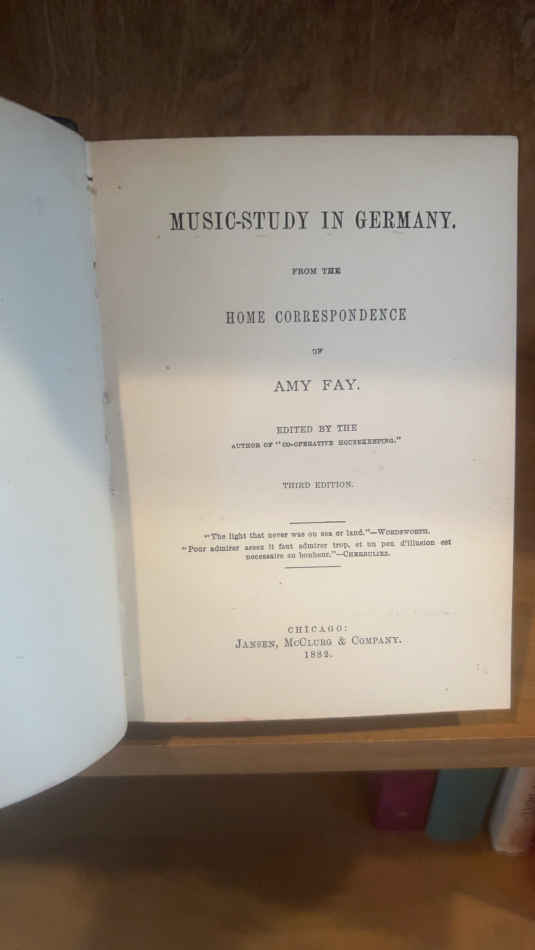 MUSIC-STUDY IN GERMANY.
FROM THE
HOME CORRESPONDENCE
OF
AMY FAY.
EDITED BY THE
AUTHOR OF "CO-OPERATIVE HOUSEKEEPING."
THIRD EDITION.
"The light that never was on sea or land."—WORDSWORTH.
"Pour admirer assez il faut admirer trop, et un peu d'illusion est
necessaire au bonheur."—CHERBULIEZ.
CHICAGO:
JANSEN, MCCLURG & COMPANY.
1882.